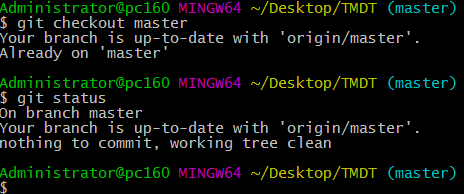 Administrator@pc160 MINGW64 ~/Desktop/TMDT (master)
$ git checkout master
Your branch is up-to-date with 'origin/master'.
Already on 'master'
Administrator@pc160 MINGW64 ~/Desktop/TMDT (master)
$ git status
On branch master
Your branch is up-to-date with 'origin/master'.
nothing to commit, working tree clean
Administrator@pc160 MINGW64 ~/Desktop/TMDT (master)
$